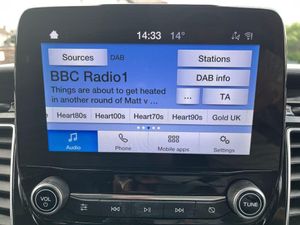 14:33 14°
Sources DAB Stations
BBC Radio1 DAB info
Things are about to get heated
in another round of Matt v ... ... TA
Heart80s Heart00s Heart70s Heart90s Gold UK
Audio Phone Mobile apps Settings
VOL TUNE